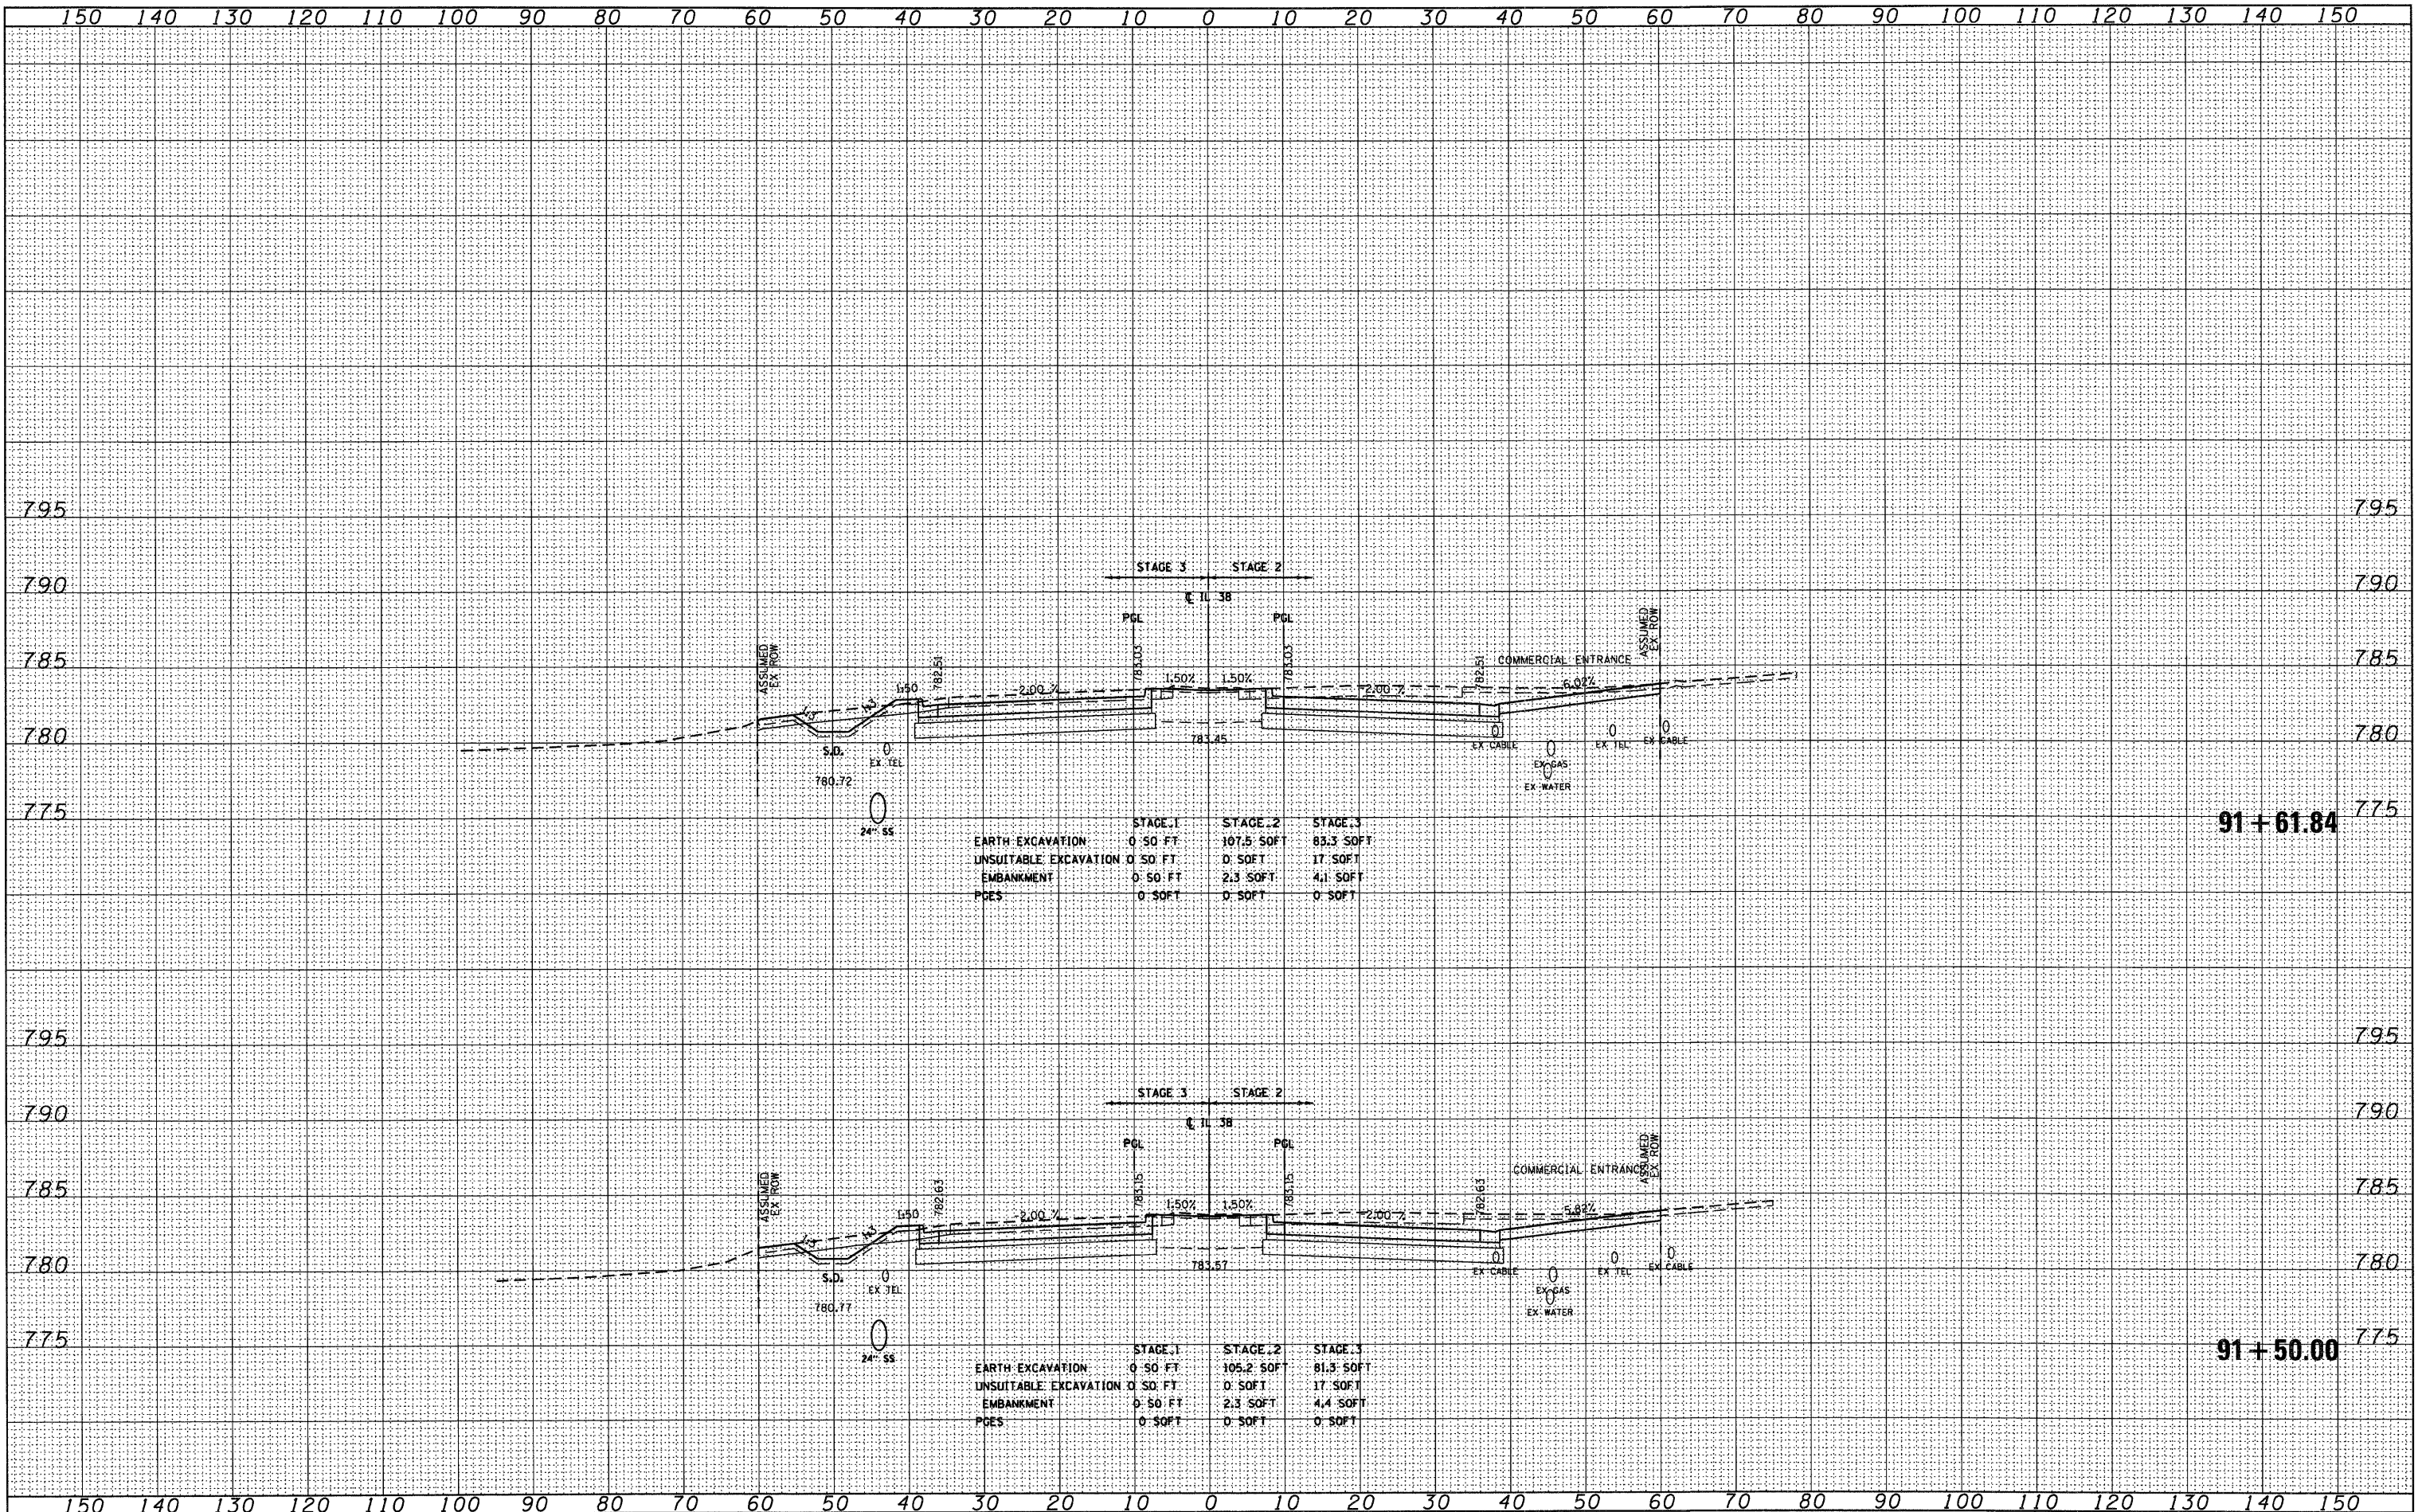 150 140 130 120 110 100 90 80 70 60 50 40 30 20 10 0 10 20 30 40 50 60 70 80 90 100 110 120 130 140 150
795 795
STAGE 3 STAGE 2
790 790
℄ IL 38
PGL PGL
ASSUMED EX ROW
ASSUMED EX ROW
785 785
COMMERCIAL ENTRANCE
782.51 783.03 783.03 782.51
1:3 1:3 1:50 -2.00 % 1.50% 1.50% -2.00 % 6.02%
780 780
S.D. EX TEL 783.45 EX CABLE EX TEL EX CABLE
EX GAS
780.72
EX WATER
775 775
91+61.84
24" SS
STAGE.1 STAGE.2 STAGE.3
EARTH EXCAVATION 0 SQ FT 107.5 SQFT 83.3 SQFT
UNSUITABLE EXCAVATION 0 SQ FT 0 SQFT 17 SQFT
EMBANKMENT 0 SQ FT 2.3 SQFT 4.1 SQFT
PGES 0 SQFT 0 SQFT 0 SQFT
795 795
STAGE 3 STAGE 2
790 790
℄ IL 38
PGL PGL
ASSUMED EX ROW
ASSUMED EX ROW
785 785
COMMERCIAL ENTRANCE
782.63 783.15 783.15 782.63
1:3 1:3 1:50 -2.00 % 1.50% 1.50% -2.00 % 5.82%
780 780
S.D. EX TEL 783.57 EX CABLE EX TEL EX CABLE
EX GAS
780.77
EX WATER
775 775
91+50.00
24" SS
STAGE.1 STAGE.2 STAGE.3
EARTH EXCAVATION 0 SQ FT 105.2 SQFT 81.3 SQFT
UNSUITABLE EXCAVATION 0 SQ FT 0 SQFT 17 SQFT
EMBANKMENT 0 SQ FT 2.3 SQFT 4.4 SQFT
PGES 0 SQFT 0 SQFT 0 SQFT
150 140 130 120 110 100 90 80 70 60 50 40 30 20 10 0 10 20 30 40 50 60 70 80 90 100 110 120 130 140 150